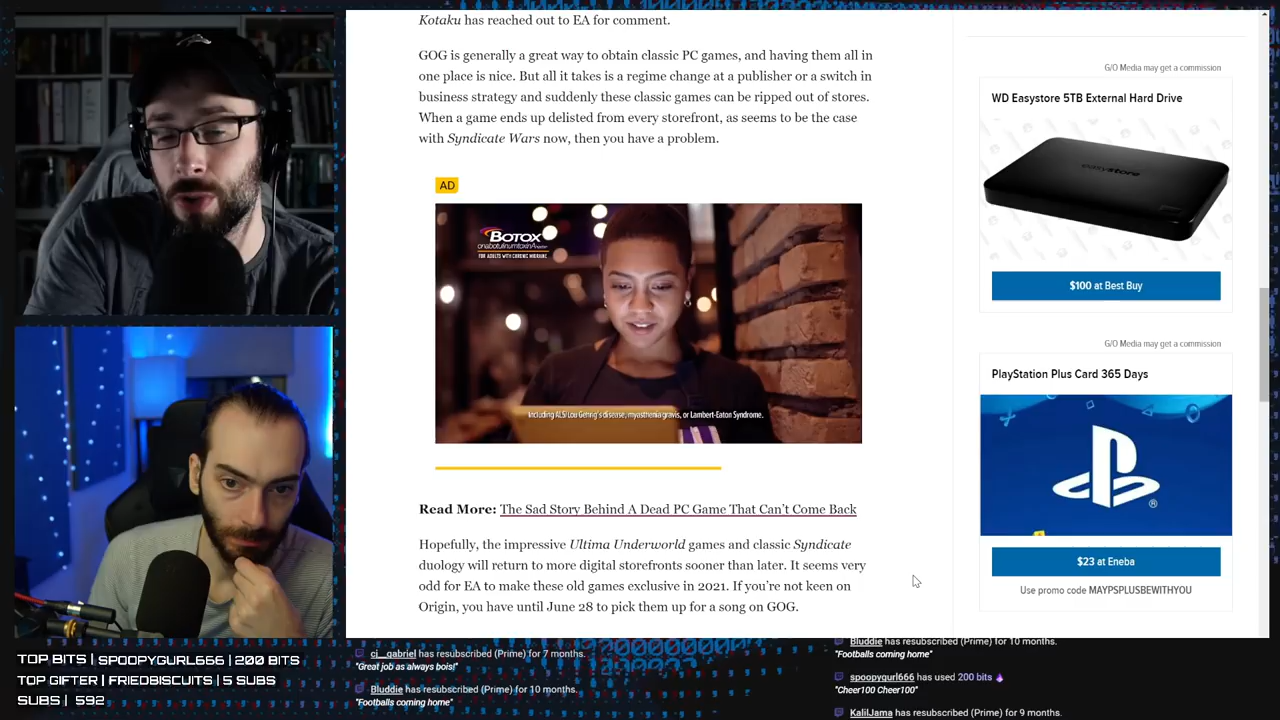 Kotaku has reached out to EA for comment.
GOG is generally a great way to obtain classic PC games, and having them all in
one place is nice. But all it takes is a regime change at a publisher or a switch in
business strategy and suddenly these classic games can be ripped out of stores.
When a game ends up delisted from every storefront, as seems to be the case
with Syndicate Wars now, then you have a problem.
AD
BOTOX
onabotulinumtoxinA
FOR ADULTS WITH CHRONIC MIGRAINE
Including ALS/Lou Gehrig's disease, myasthenia gravis, or Lambert-Eaton Syndrome.
Read More: The Sad Story Behind A Dead PC Game That Can't Come Back
Hopefully, the impressive Ultima Underworld games and classic Syndicate
duology will return to more digital storefronts sooner than later. It seems very
odd for EA to make these old games exclusive in 2021. If you're not keen on
Origin, you have until June 28 to pick them up for a song on GOG.
G/O Media may get a commission
WD Easystore 5TB External Hard Drive
easystore
$100 at Best Buy
G/O Media may get a commission
PlayStation Plus Card 365 Days
$23 at Eneba
Use promo code MAYPSPLUSBEWITHYOU
TOP BITS | SPOOPYGURL666 | 200 BITS
TOP GIFTER | FRIEDBISCUITS | 5 SUBS
SUBS | 592
ci__gabriel has resubscribed (Prime) for 7 months.
"Great job as always bois!"
Bluddie has resubscribed (Prime) for 10 months.
"Footballs coming home"
Bluddie has resubscribed (Prime) for 10 months.
"Footballs coming home"
spoopygurl666 has used 200 bits
"Cheer100 Cheer100"
KalilJama has resubscribed (Prime) for 9 months.